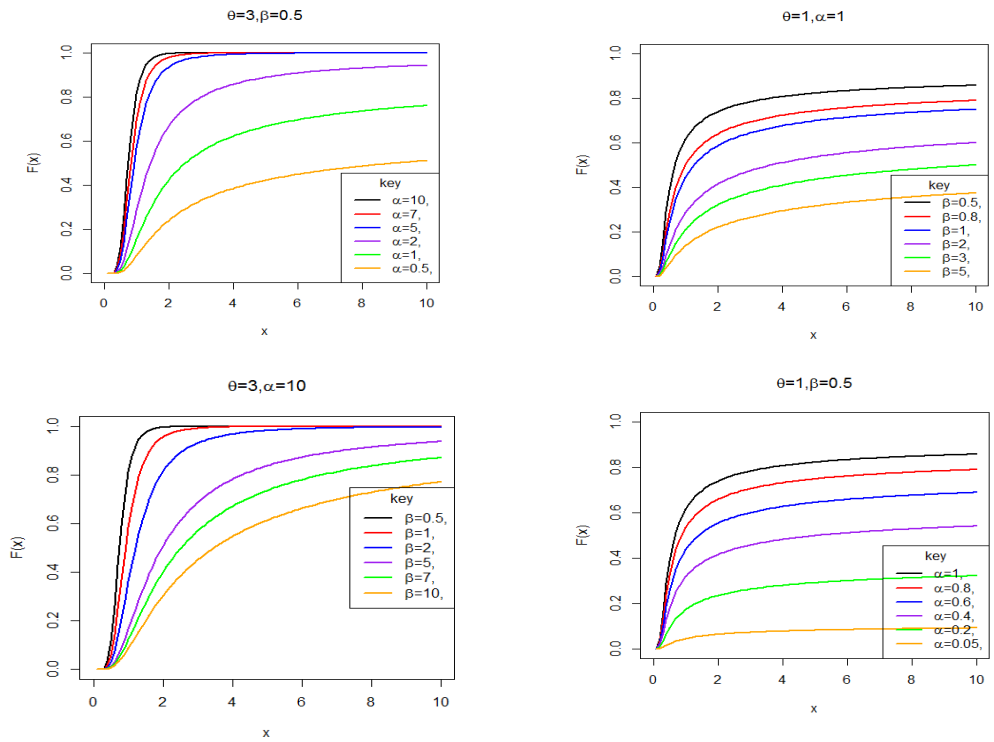 θ=3,β=0.5
F(x)
0.0 0.2 0.4 0.6 0.8 1.0
0 2 4 6 8 10
x
key
α=10,
α=7,
α=5,
α=2,
α=1,
α=0.5,
θ=1,α=1
F(x)
0.0 0.2 0.4 0.6 0.8 1.0
0 2 4 6 8 10
x
key
β=0.5,
β=0.8,
β=1,
β=2,
β=3,
β=5,
θ=3,α=10
F(x)
0.0 0.2 0.4 0.6 0.8 1.0
0 2 4 6 8 10
x
key
β=0.5,
β=1,
β=2,
β=5,
β=7,
β=10,
θ=1,β=0.5
F(x)
0.0 0.2 0.4 0.6 0.8 1.0
0 2 4 6 8 10
x
key
α=1,
α=0.8,
α=0.6,
α=0.4,
α=0.2,
α=0.05,